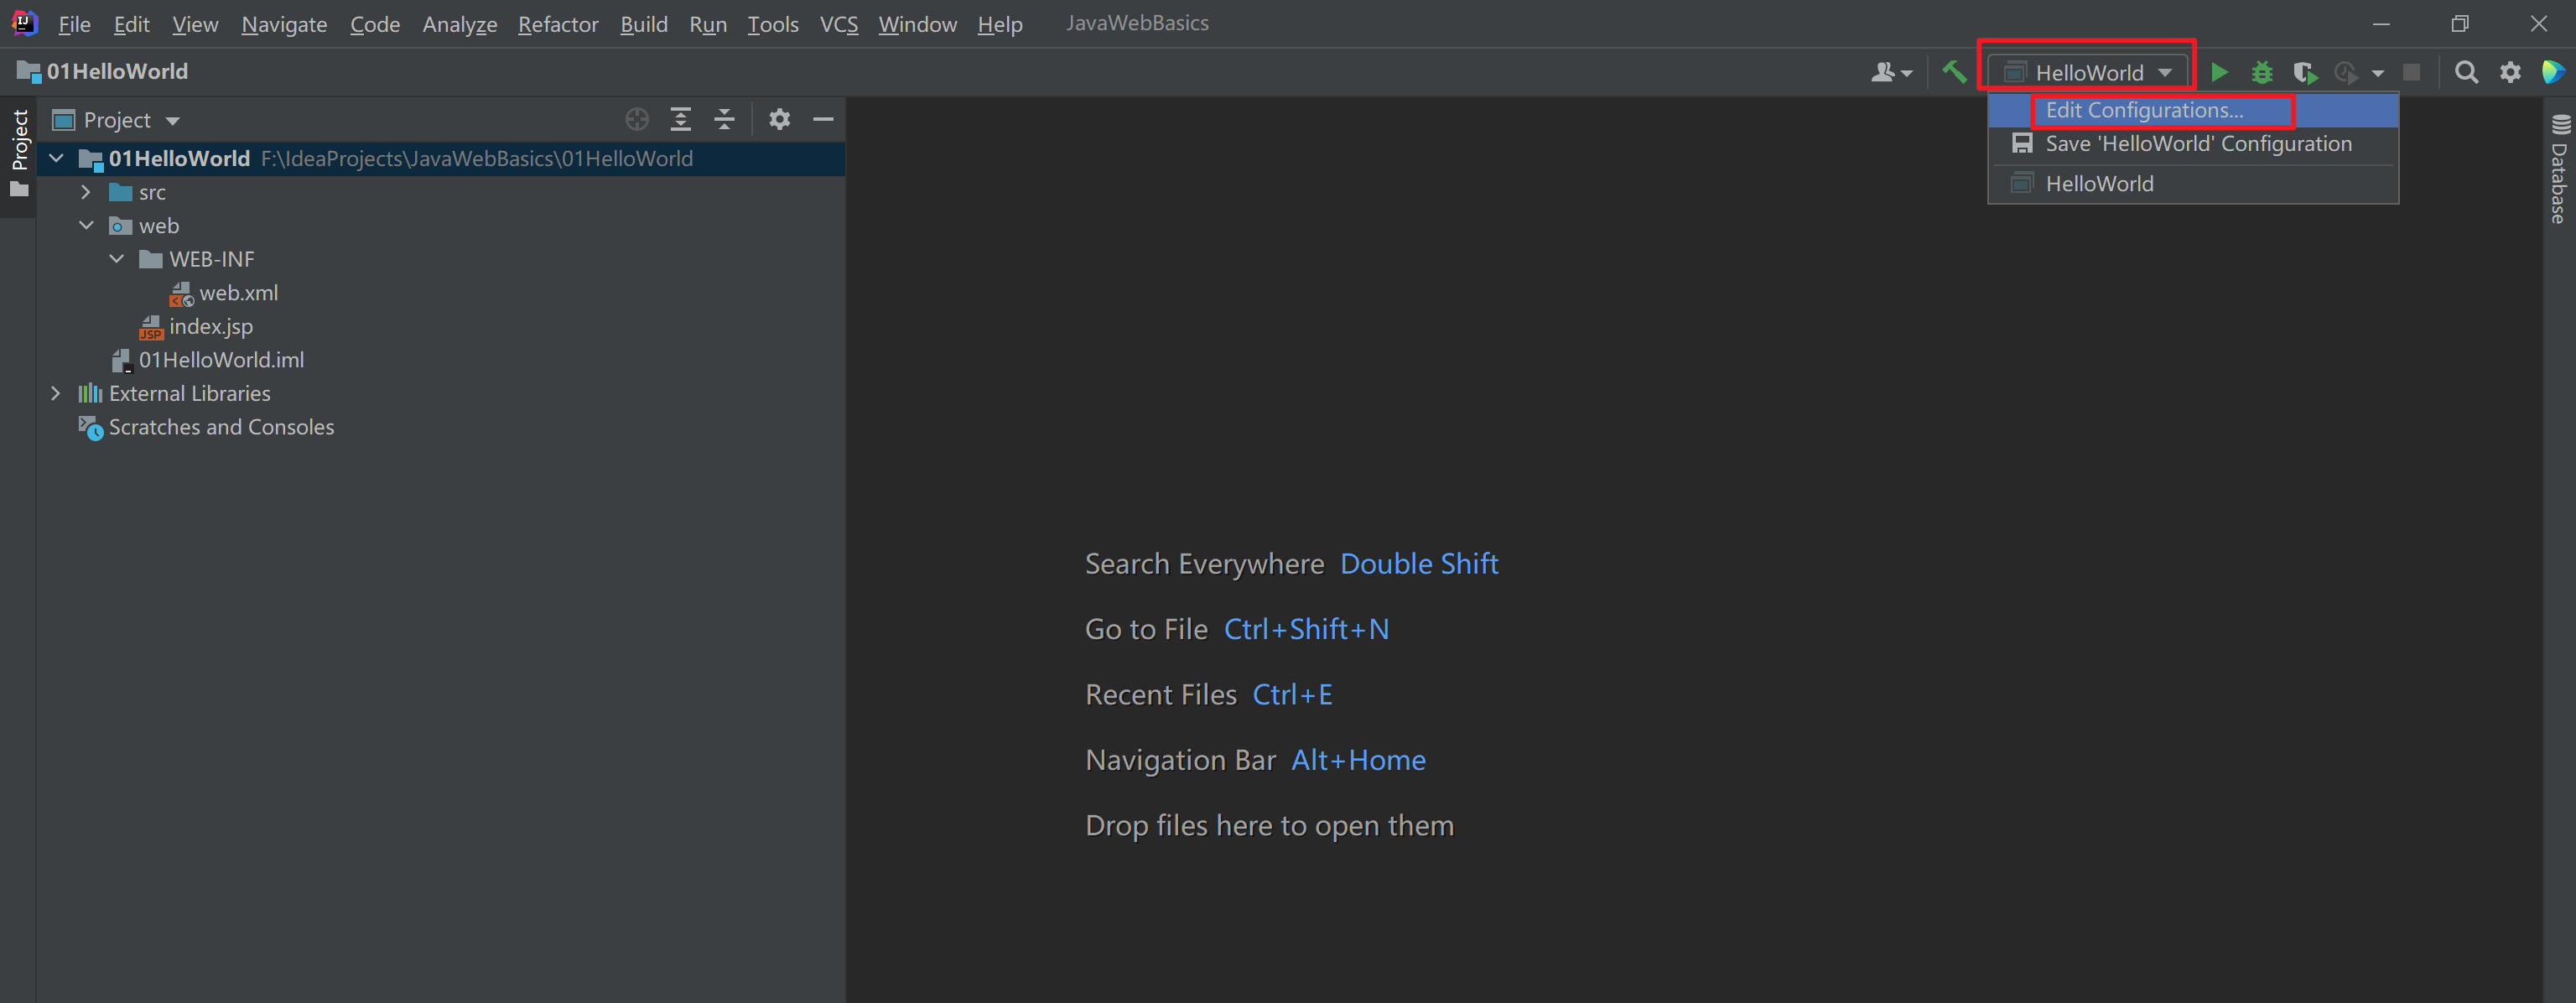 File Edit View Navigate Code Analyze Refactor Build Run Tools VCS Window Help JavaWebBasics
01HelloWorld
HelloWorld
Edit Configurations...
Save 'HelloWorld' Configuration
HelloWorld
Project
Project
01HelloWorld F:\IdeaProjects\JavaWebBasics\01HelloWorld
src
web
WEB-INF
web.xml
index.jsp
01HelloWorld.iml
External Libraries
Scratches and Consoles
Search Everywhere Double Shift
Go to File Ctrl+Shift+N
Recent Files Ctrl+E
Navigation Bar Alt+Home
Drop files here to open them
Database